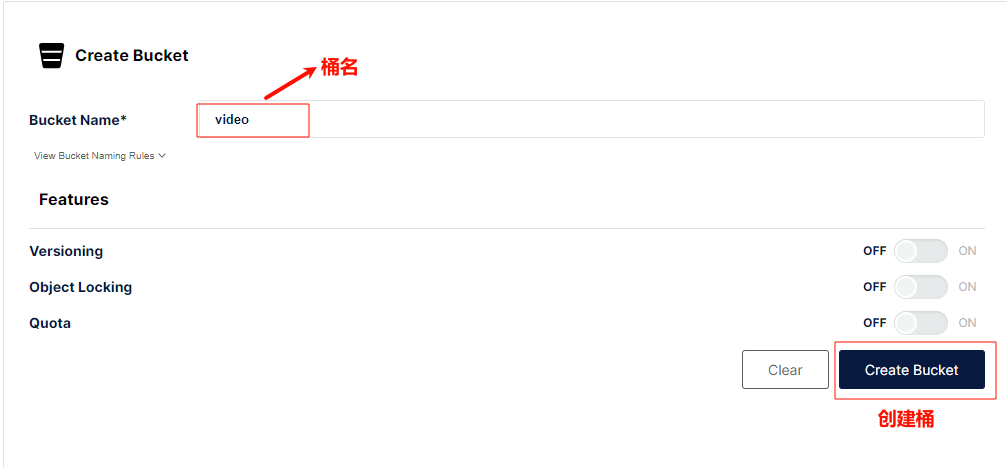 Create Bucket
桶名
Bucket Name*
video
View Bucket Naming Rules
Features
Versioning
OFF ON
Object Locking
OFF ON
Quota
OFF ON
Clear
Create Bucket
创建桶